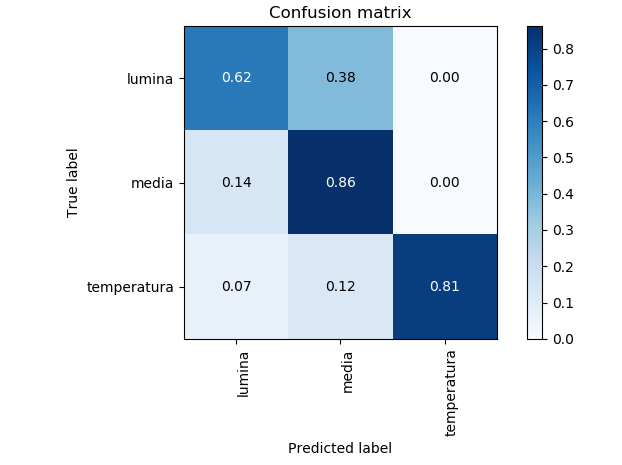 Confusion matrix
lumina 0.62 0.38 0.00
media 0.14 0.86 0.00
temperatura 0.07 0.12 0.81
True label
lumina
media
temperatura
Predicted label
0.8
0.7
0.6
0.5
0.4
0.3
0.2
0.1
0.0